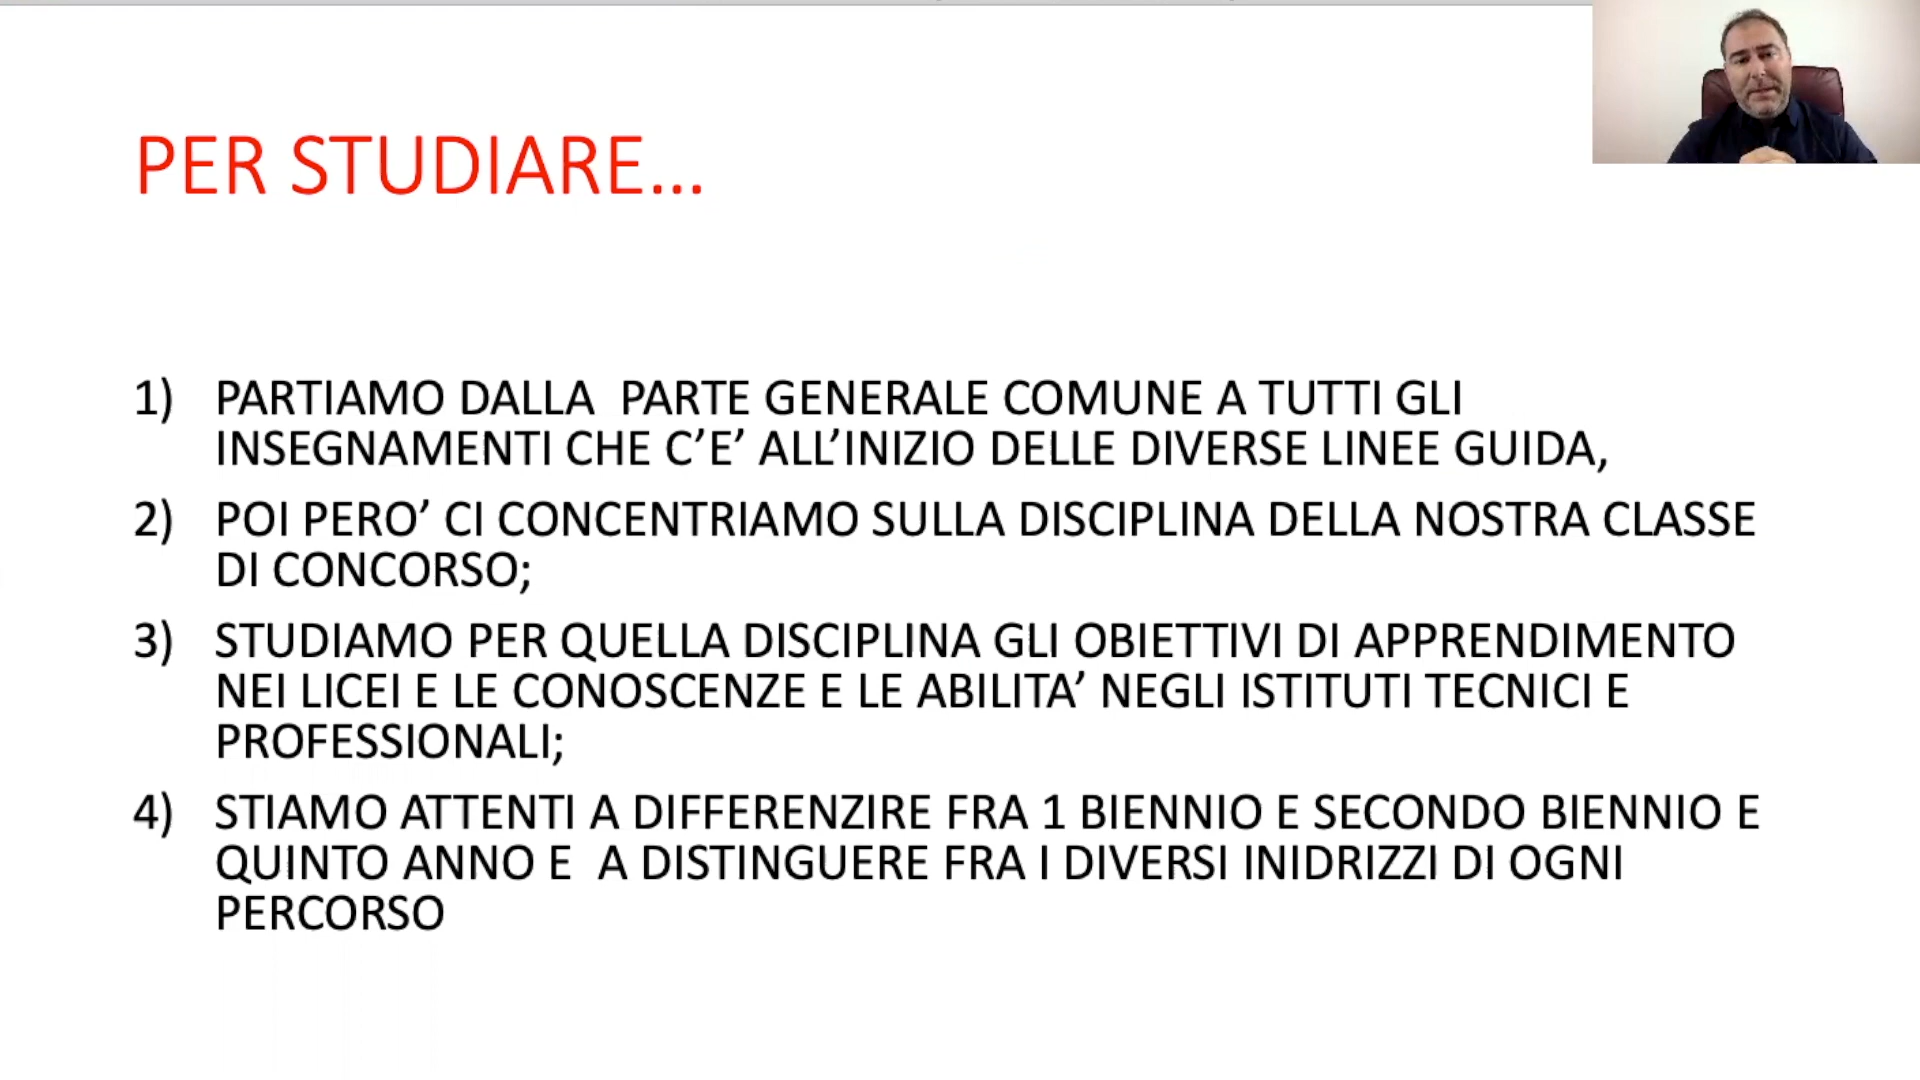 PER STUDIARE...
1) PARTIAMO DALLA PARTE GENERALE COMUNE A TUTTI GLI
INSEGNAMENTI CHE C’E’ ALL’INIZIO DELLE DIVERSE LINEE GUIDA,
2) POI PERO’ CI CONCENTRIAMO SULLA DISCIPLINA DELLA NOSTRA CLASSE
DI CONCORSO;
3) STUDIAMO PER QUELLA DISCIPLINA GLI OBIETTIVI DI APPRENDIMENTO
NEI LICEI E LE CONOSCENZE E LE ABILITA’ NEGLI ISTITUTI TECNICI E
PROFESSIONALI;
4) STIAMO ATTENTI A DIFFERENZIRE FRA 1 BIENNIO E SECONDO BIENNIO E
QUINTO ANNO E A DISTINGUERE FRA I DIVERSI INIDRIZZI DI OGNI
PERCORSO